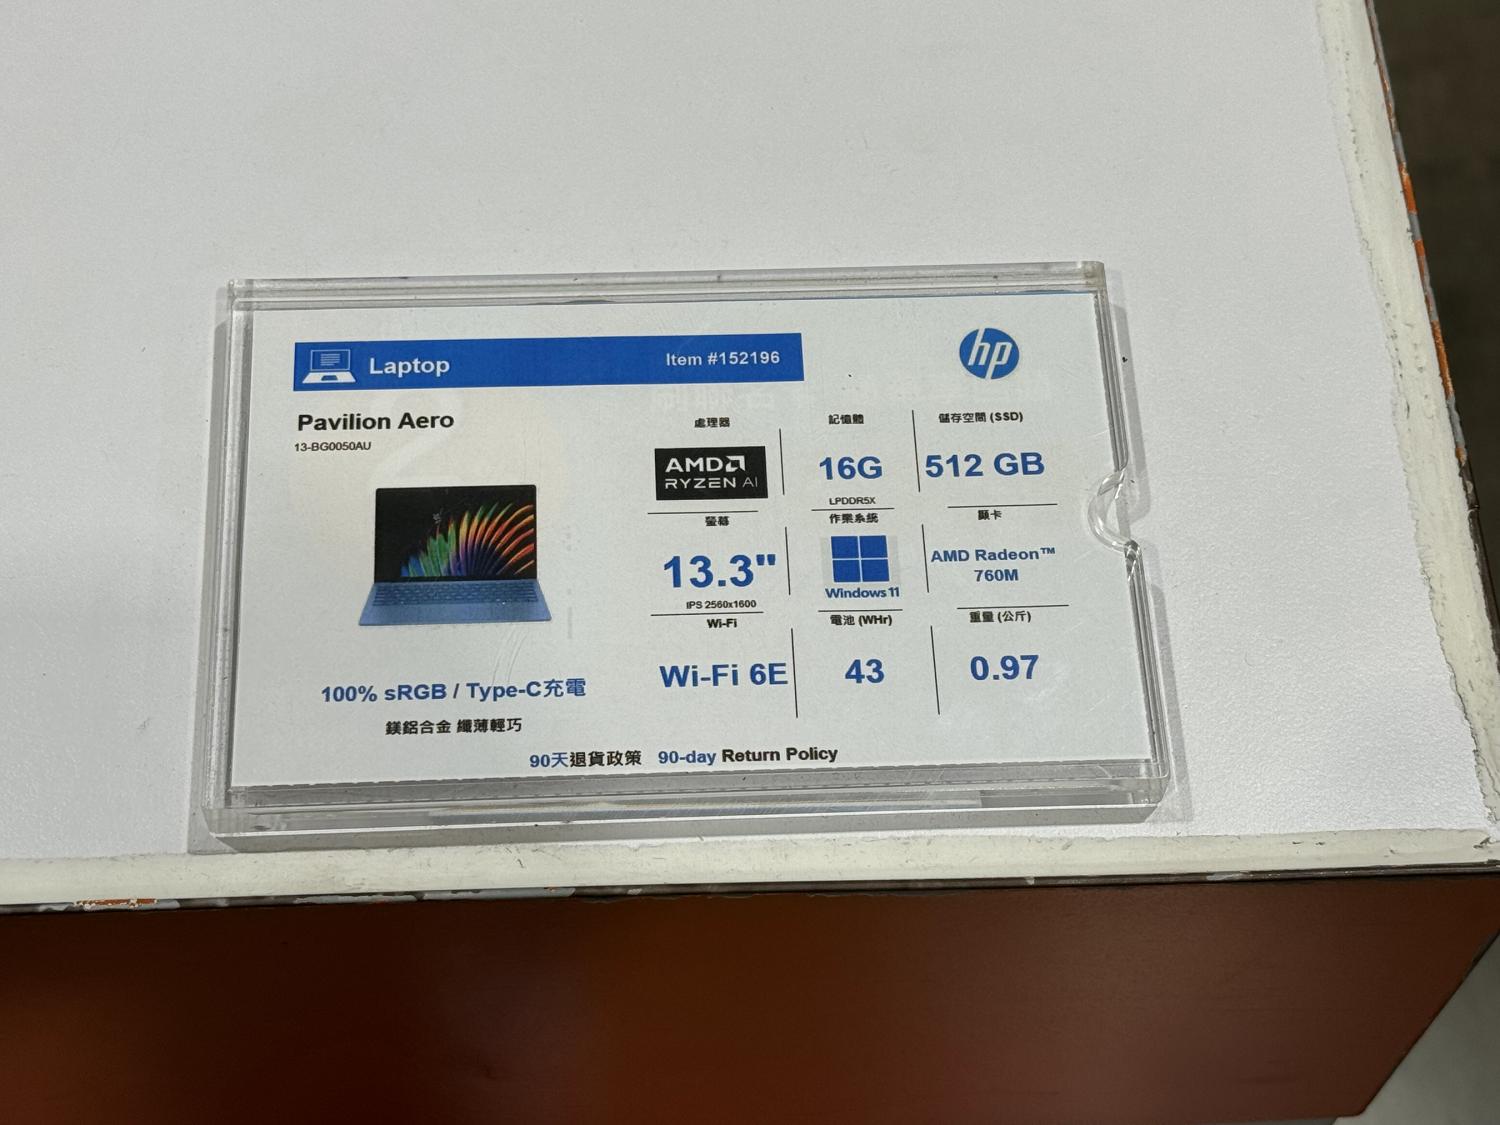 Laptop
Item #152196
hp
Pavilion Aero
13-BG0050AU
處理器
記憶體
儲存空間 (SSD)
AMD
RYZEN AI
16G
LPDDR5X
512 GB
螢幕
作業系統
顯卡
13.3"
IPS 2560x1600
Windows 11
AMD Radeon™
760M
Wi-Fi
電池 (WHr)
重量 (公斤)
Wi-Fi 6E
43
0.97
100% sRGB / Type-C充電
鎂鋁合金 纖薄輕巧
90天退貨政策 90-day Return Policy